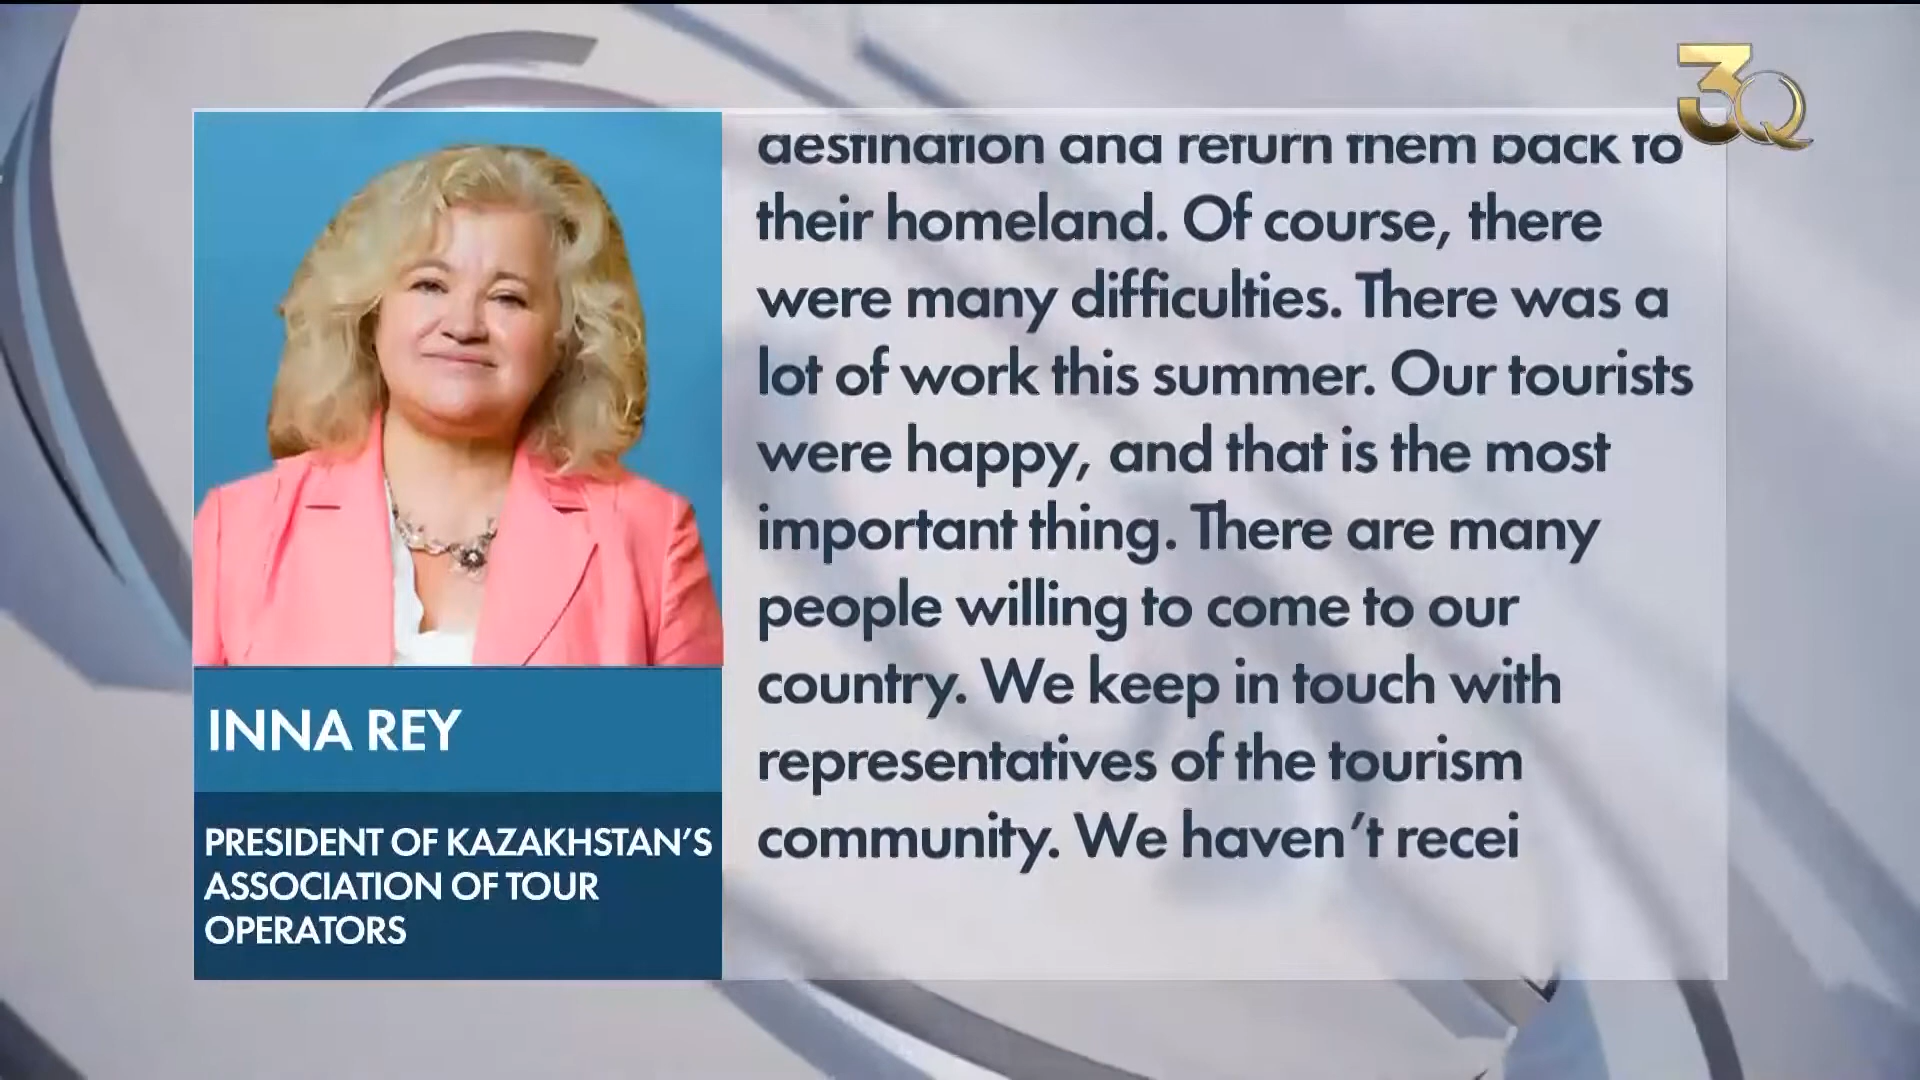 3Q
destination and return them back to
their homeland. Of course, there
were many difficulties. There was a
lot of work this summer. Our tourists
were happy, and that is the most
important thing. There are many
people willing to come to our
country. We keep in touch with
representatives of the tourism
community. We haven't recei
INNA REY
PRESIDENT OF KAZAKHSTAN'S
ASSOCIATION OF TOUR
OPERATORS